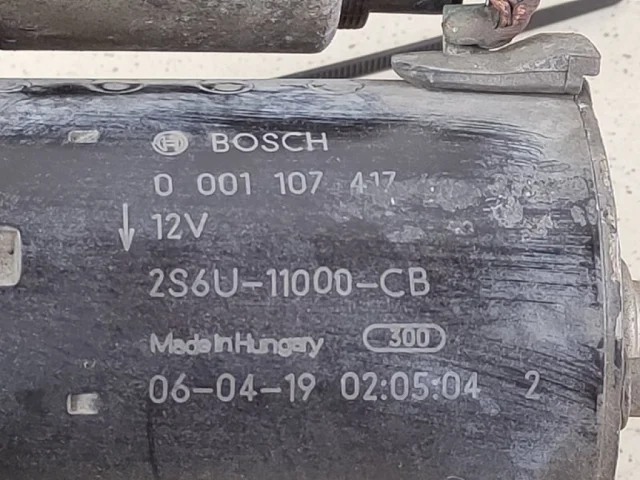 BOSCH
0 001 107 417
12V
2S6U-11000-CB
Made in Hungary 300
06-04-19 02:05:04 2